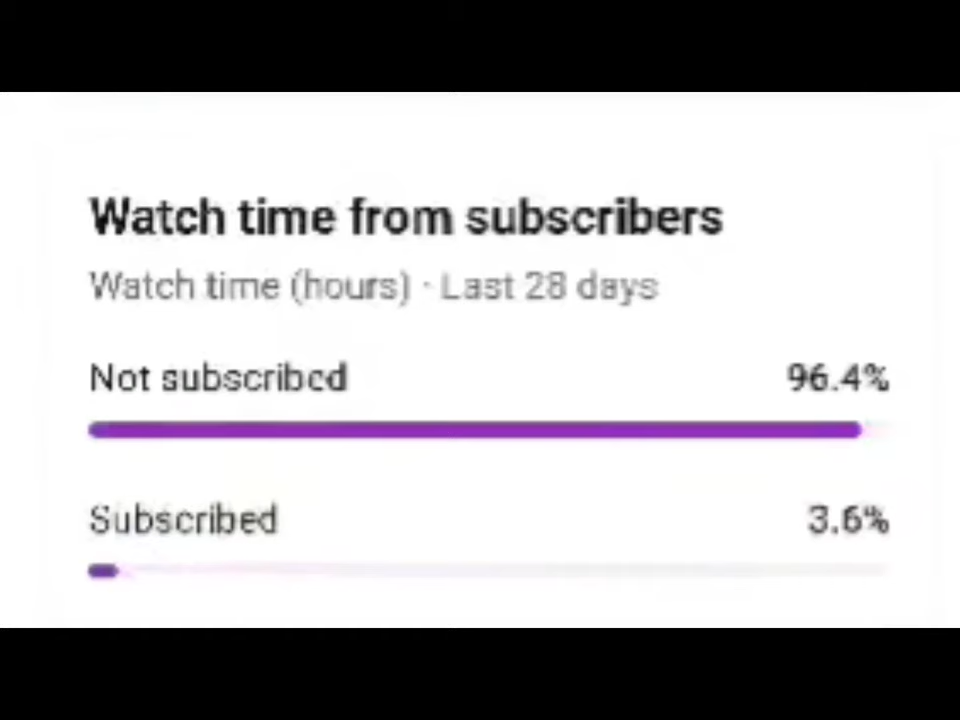 Watch time from subscribers
Watch time (hours) · Last 28 days
Not subscribed 96.4%
Subscribed 3.6%